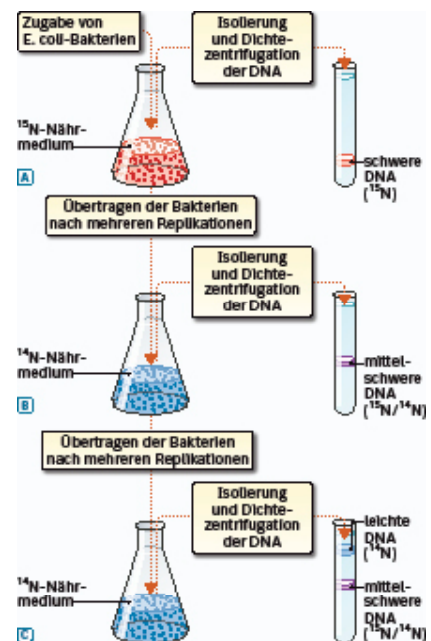 Zugabe von
E. coli-Bakterien
Isolierung
und Dichte-
zentrifugation
der DNA
¹⁵N-Nähr-
medium
schwere
DNA
(¹⁵N)
A
Übertragen der Bakterien
nach mehreren Replikationen
Isolierung
und Dichte-
zentrifugation
der DNA
¹⁴N-Nähr-
medium
mittel-
schwere
DNA
(¹⁵N/¹⁴N)
B
Übertragen der Bakterien
nach mehreren Replikationen
Isolierung
und Dichte-
zentrifugation
der DNA
leichte
DNA
(¹⁴N)
¹⁴N-Nähr-
medium
mittel-
schwere
DNA
(¹⁵N/¹⁴N)
C